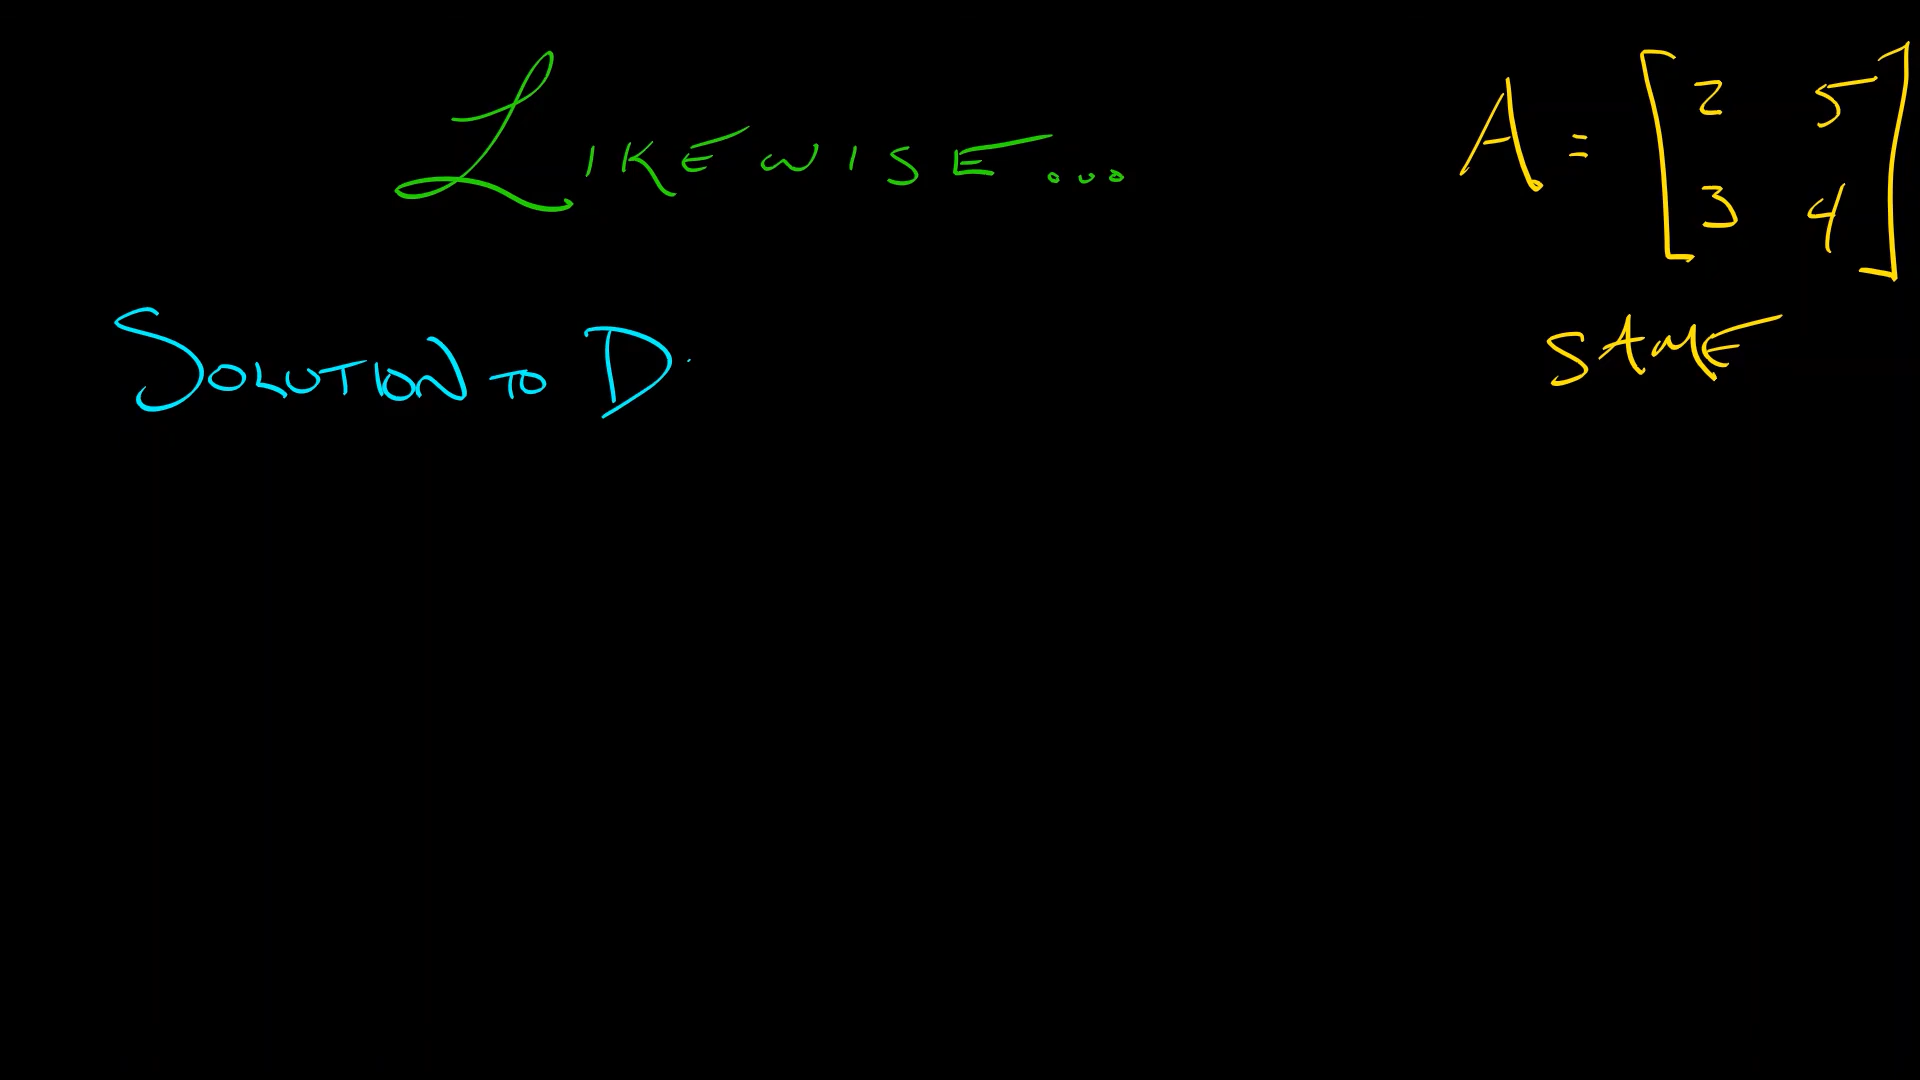 LIKEWISE...
A = [2 5
3 4]
SAME
SOLUTION TO D